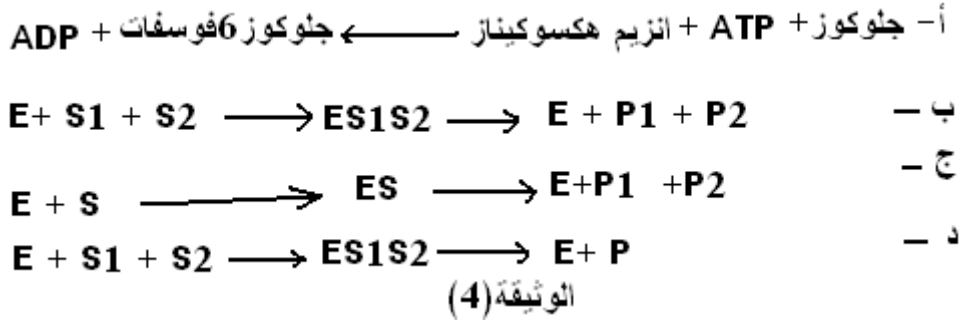 أ- جلوكوز + ATP + انزيم هكسوكيناز ⟵ جلوكوز6فوسفات + ADP
ب – E+ S1 + S2 ⟶ ES1S2 ⟶ E + P1 + P2
ج – E + S ⟶ ES ⟶ E+P1 +P2
د – E + S1 + S2 ⟶ ES1S2 ⟶ E+ P
الوثيقة(4)